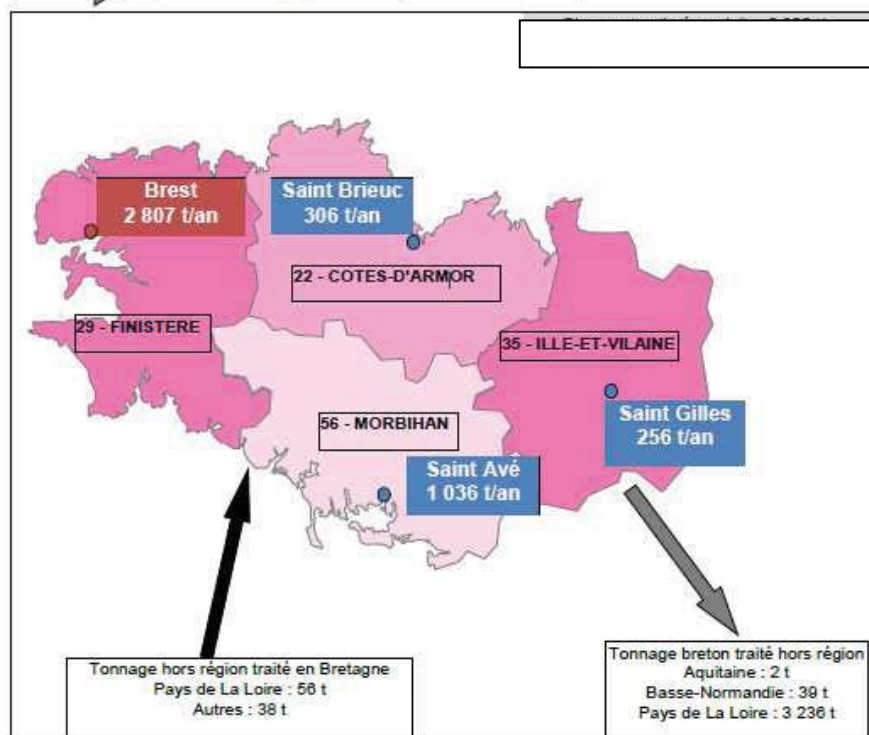 Brest
2 807 t/an
Saint Brieuc
306 t/an
22 - COTES-D'ARMOR
29 - FINISTERE
35 - ILLE-ET-VILAINE
Saint Gilles
256 t/an
56 - MORBIHAN
Saint Avé
1 036 t/an
Tonnage hors région traité en Bretagne
Pays de La Loire : 56 t
Autres : 38 t
Tonnage breton traité hors région
Aquitaine : 2 t
Basse-Normandie : 39 t
Pays de La Loire : 3 236 t